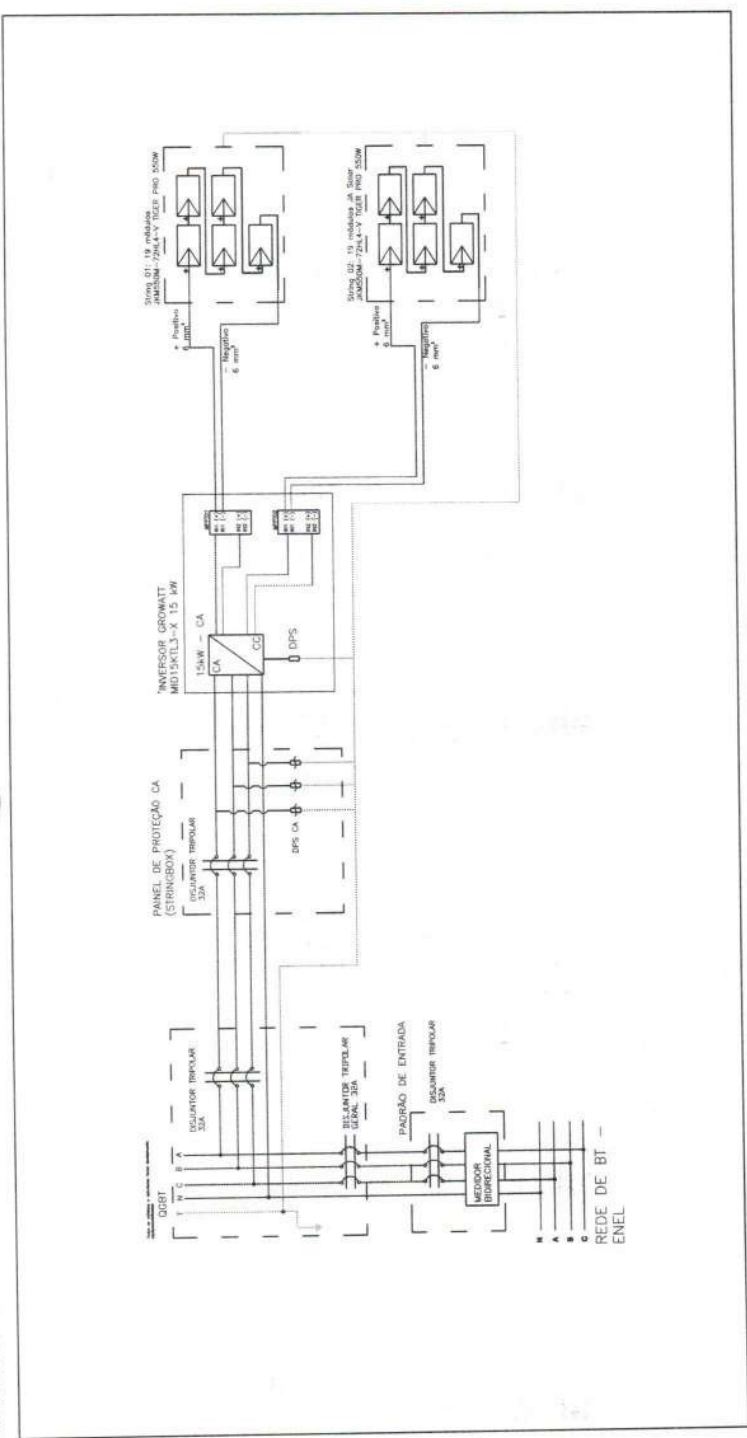 String 01: 19 módulos
JKM550M-72HL4-V TIGER PRO 550W
+ Positivo
6 mm²
- Negativo
6 mm²
String 02: 19 módulos JA Solar
JKM550M-72HL4-V TIGER PRO 550W
+ Positivo
6 mm²
- Negativo
6 mm²
INVERSOR GROWATT
MID15KTL3-X 15 kW
15kW - CA
CA
CC
DPS
PAINEL DE PROTEÇÃO CA
(STRINGBOX)
DISJUNTOR TRIPOLAR
32A
DPS CA
DISJUNTOR TRIPOLAR
32A
QGBT
A
B
C
N
T
DISJUNTOR TRIPOLAR
GERAL 32A
PADRÃO DE ENTRADA
DISJUNTOR TRIPOLAR
32A
MEDIDOR
BIDIRECIONAL
N
A
B
C
REDE DE BT -
ENEL